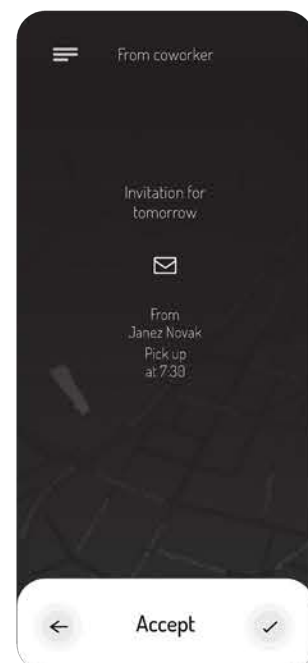 From coworker
Invitation for
tomorrow
From
Janez Novak
Pick up
at 7:30
Accept